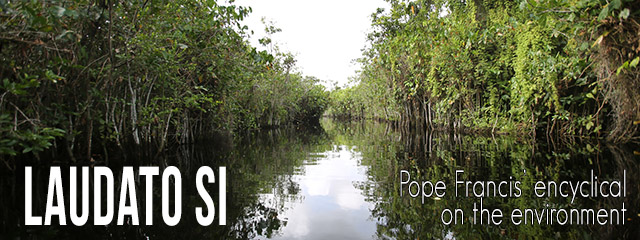 LAUDATO SI
Pope Francis' encyclical
on the environment